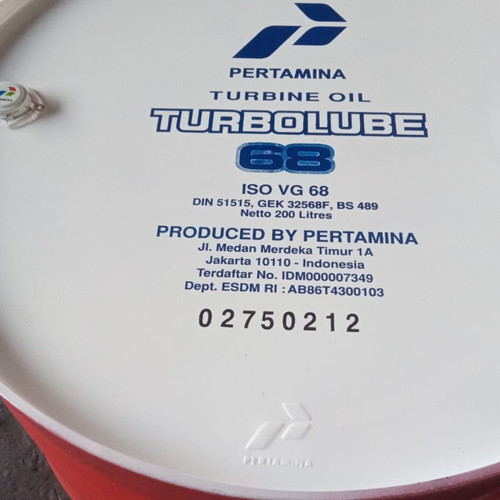 PERTAMINA
TURBINE OIL
TURBOLUBE
68
ISO VG 68
DIN 51515, GEK 32568F, BS 489
Netto 200 Litres
PRODUCED BY PERTAMINA
Jl. Medan Merdeka Timur 1A
Jakarta 10110 - Indonesia
Terdaftar No. IDM000007349
Dept. ESDM RI : AB86T4300103
02750212
PERTAMINA